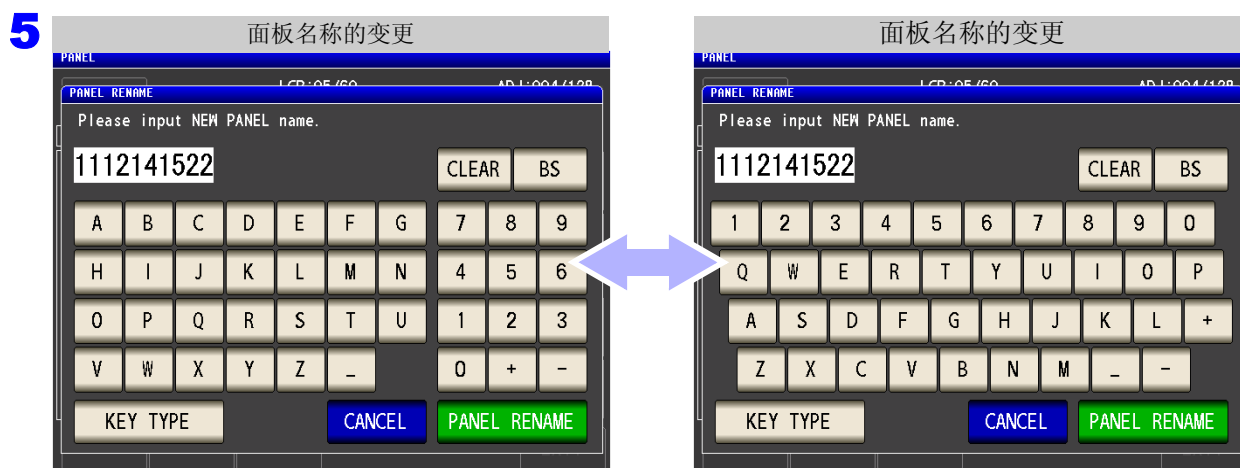 5
面板名称的变更
PANEL
PANEL RENAME
Please input NEW PANEL name.
1112141522
CLEAR BS
A B C D E F G 7 8 9
H I J K L M N 4 5 6
O P Q R S T U 1 2 3
V W X Y Z _ 0 + -
KEY TYPE CANCEL PANEL RENAME
面板名称的变更
PANEL
PANEL RENAME
Please input NEW PANEL name.
1112141522
CLEAR BS
1 2 3 4 5 6 7 8 9 0
Q W E R T Y U I O P
A S D F G H J K L +
Z X C V B N M _ -
KEY TYPE CANCEL PANEL RENAME